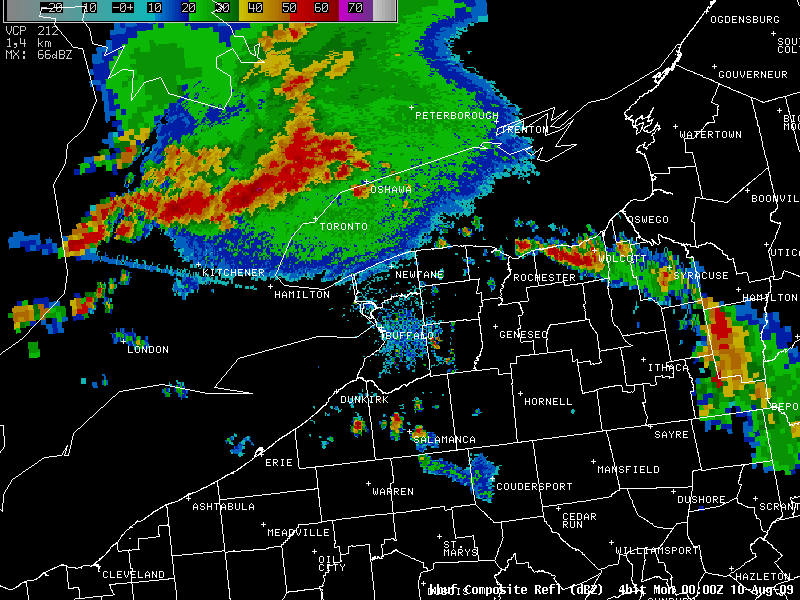 -20 -10 -0+ 10 20 30 40 50 60 70
VCP 212
1,4 km
MX: 66dBZ
OGDENSBURG
GOUVERNEUR
PETERBOROUGH
TRENTON
WATERTOWN
OSHAWA
TORONTO
OSWEGO
WOLCOTT
KITCHENER
NEWFANE
ROCHESTER
SYRACUSE
HAMILTON
HAMILTON
BUFFALO
GENESEO
LONDON
ITHACA
DUNKIRK
HORNELL
SALAMANCA
SAYRE
ERIE
MANSFIELD
WARREN
COUDERSPORT
DUSHORE
ASHTABULA
CEDAR
RUN
MEADVILLE
ST.
MARYS
WILLIAMSPORT
OIL
CITY
CLEVELAND
HAZLETON
kbuf Composite Refl (dBZ) 4bit Mon 00:00Z 10-Aug-09